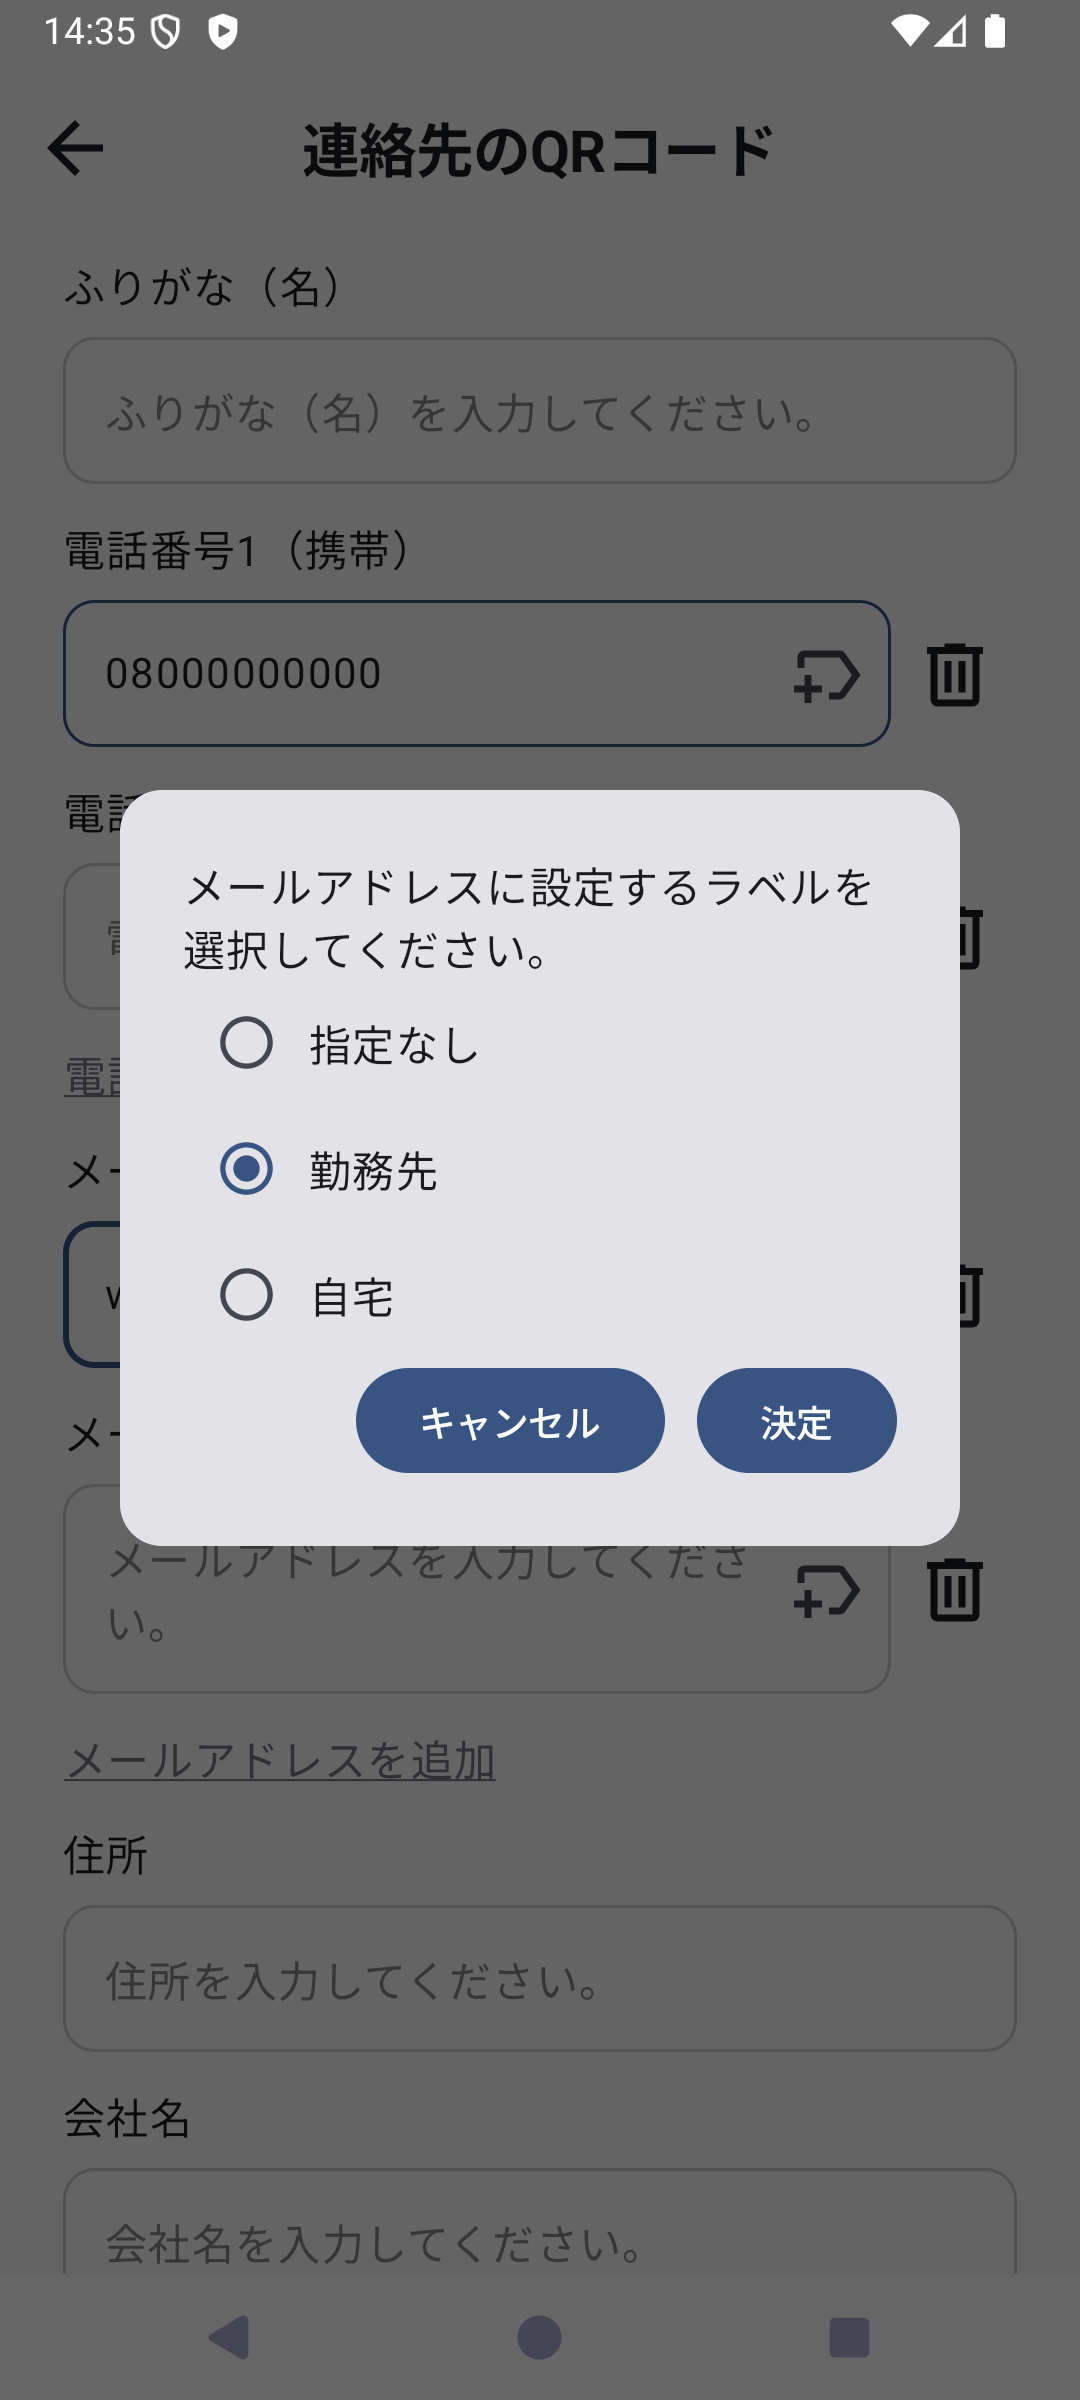 14:35
連絡先のQRコード
ふりがな（名）
ふりがな（名）を入力してください。
電話番号1（携帯）
08000000000
電話
メールアドレスに設定するラベルを
選択してください。
指定なし
勤務先
自宅
キャンセル
決定
メー
メールアドレスを入力してくださ
い。
メールアドレスを追加
住所
住所を入力してください。
会社名
会社名を入力してください。